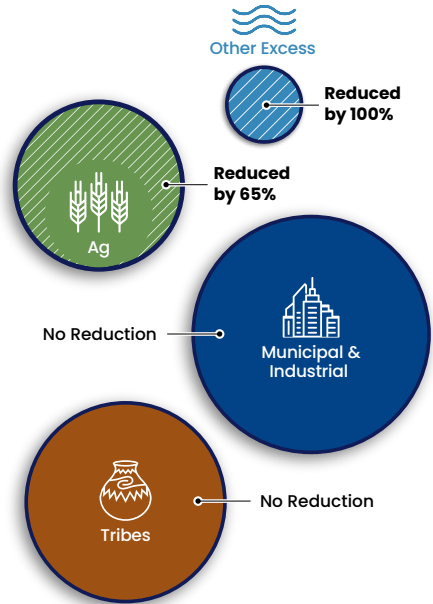 Other Excess
Reduced
by 100%
Reduced
by 65%
Ag
No Reduction
Municipal &
Industrial
No Reduction
Tribes